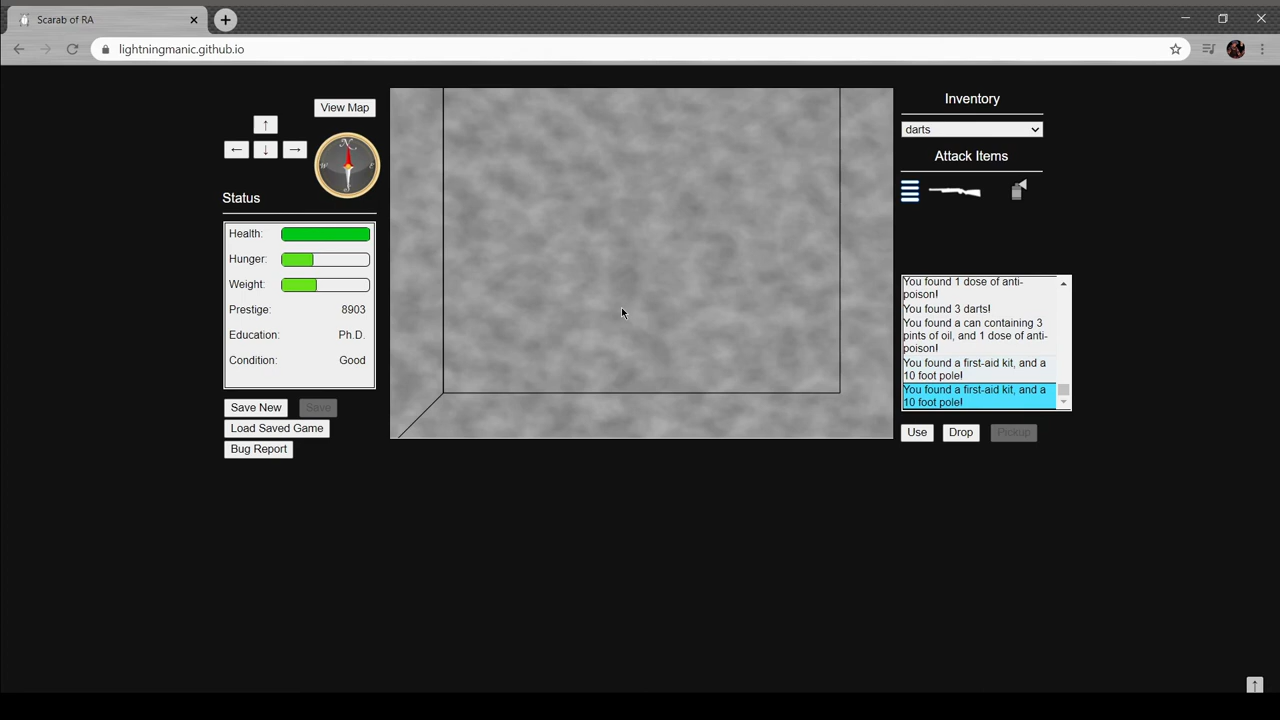 Scarab of RA
lightningmanic.github.io
View Map
↑
← ↓ →
N
Status
Health:
Hunger:
Weight:
Prestige: 8903
Education: Ph.D.
Condition: Good
Save New Save
Load Saved Game
Bug Report
Inventory
darts
Attack Items
You found 1 dose of anti-
poison!
You found 3 darts!
You found a can containing 3
pints of oil, and 1 dose of anti-
poison!
You found a first-aid kit, and a
10 foot pole!
You found a first-aid kit, and a
10 foot pole!
Use Drop Pickup
↑